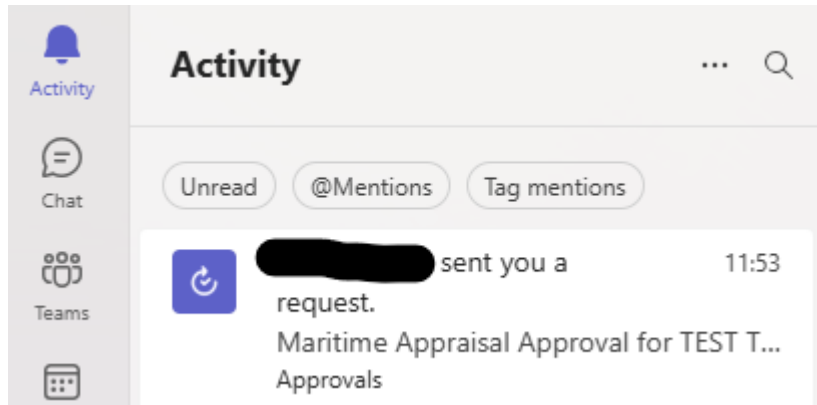 Activity
Activity
Chat
Teams
Unread @Mentions Tag mentions
sent you a 11:53
request.
Maritime Appraisal Approval for TEST T...
Approvals